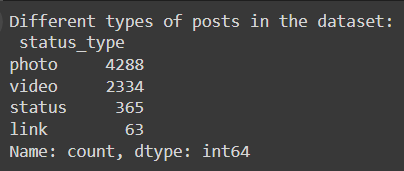 Different types of posts in the dataset:
 status_type
photo     4288
video     2334
status     365
link        63
Name: count, dtype: int64